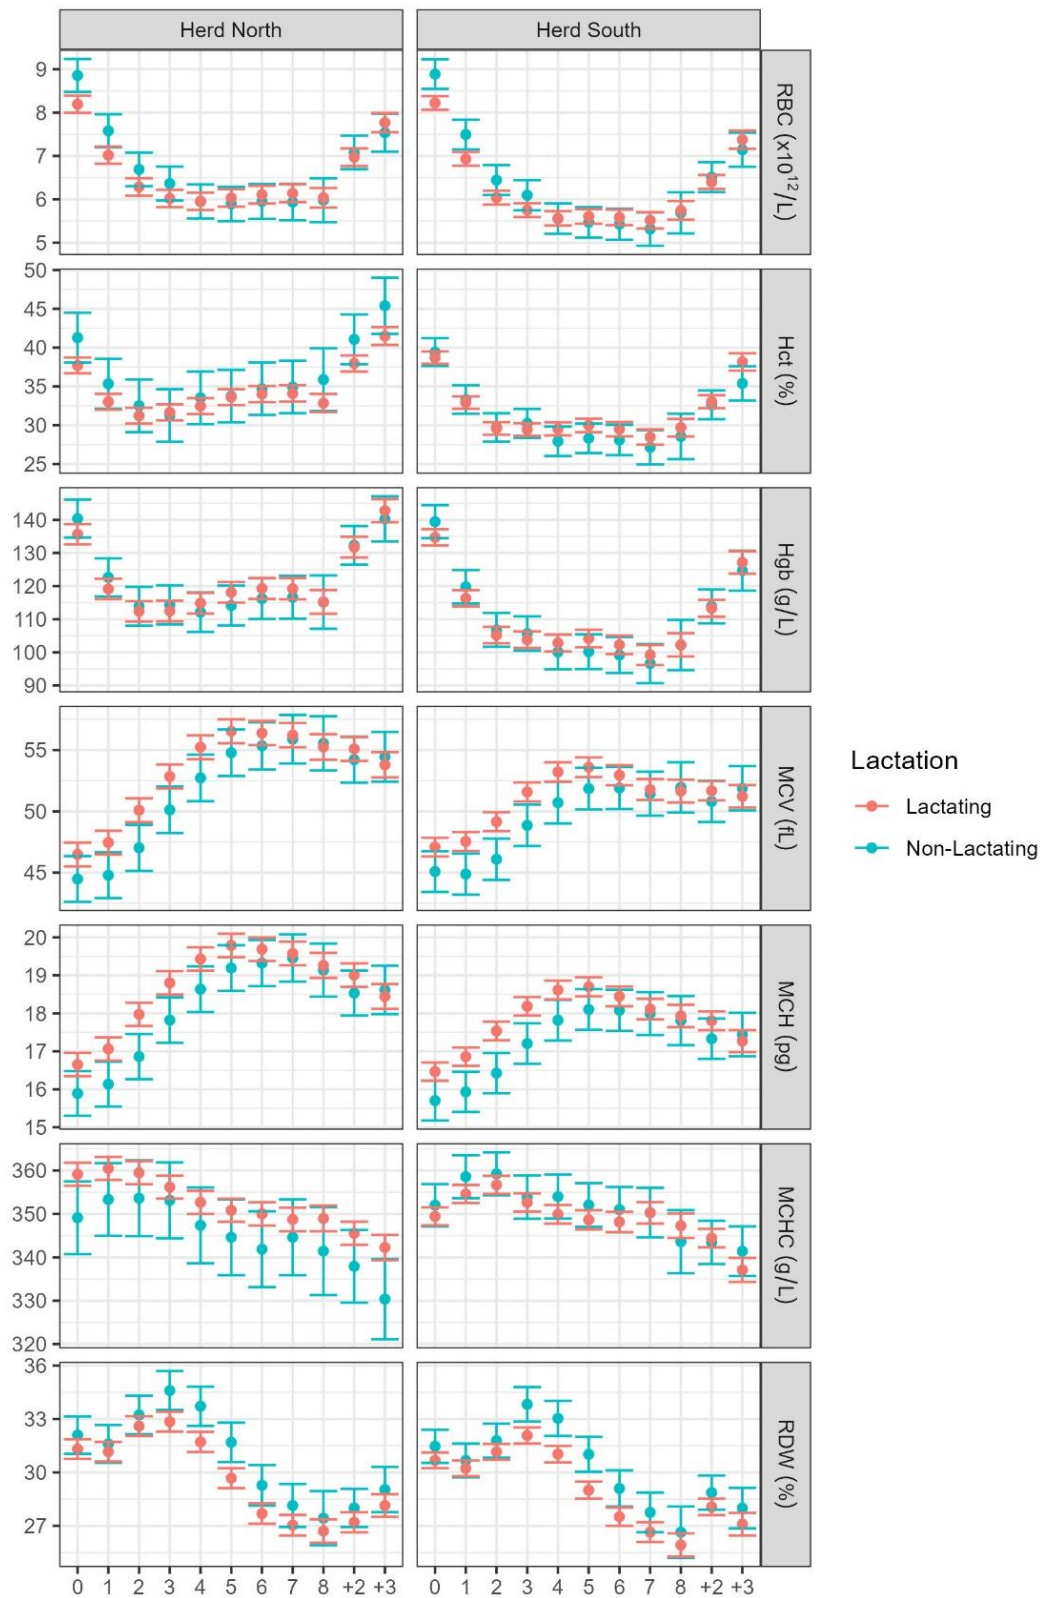 Herd North
Herd South
9
8
7
6
5
RBC (x10¹²/L)
50
45
40
35
30
25
Hct (%)
140
130
120
110
100
90
Hgb (g/L)
55
50
45
MCV (fL)
20
19
18
17
16
15
MCH (pg)
360
350
340
330
320
MCHC (g/L)
36
33
30
27
RDW (%)
0 1 2 3 4 5 6 7 8 +2 +3
0 1 2 3 4 5 6 7 8 +2 +3
Lactation
Lactating
Non-Lactating